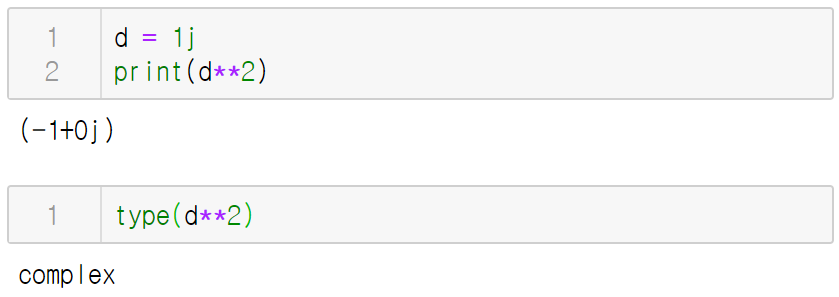 1 d = 1j
2 print(d**2)
(-1+0j)
1 type(d**2)
complex